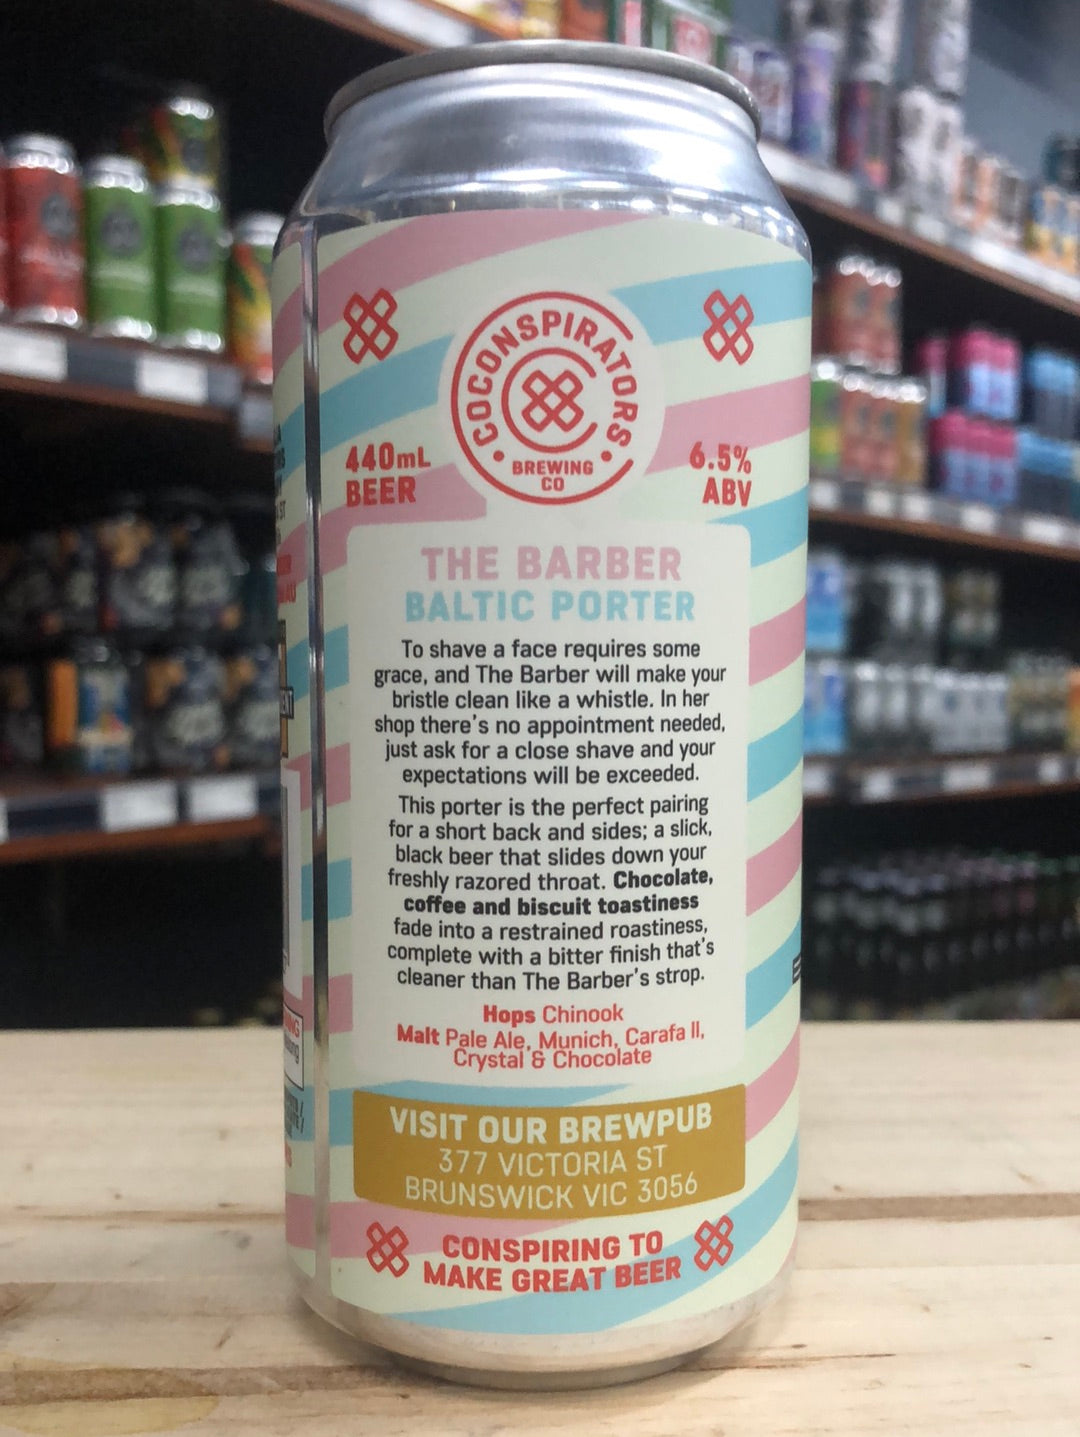 COCONSPIRATORS
BREWING
CO
440mL
BEER
6.5%
ABV
THE BARBER
BALTIC PORTER
To shave a face requires some
grace, and The Barber will make your
bristle clean like a whistle. In her
shop there's no appointment needed,
just ask for a close shave and your
expectations will be exceeded.
This porter is the perfect pairing
for a short back and sides; a slick,
black beer that slides down your
freshly razored throat. Chocolate,
coffee and biscuit toastiness
fade into a restrained roastiness,
complete with a bitter finish that's
cleaner than The Barber's strop.
Hops Chinook
Malt Pale Ale, Munich, Carafa II,
Crystal & Chocolate
VISIT OUR BREWPUB
377 VICTORIA ST
BRUNSWICK VIC 3056
CONSPIRING TO
MAKE GREAT BEER